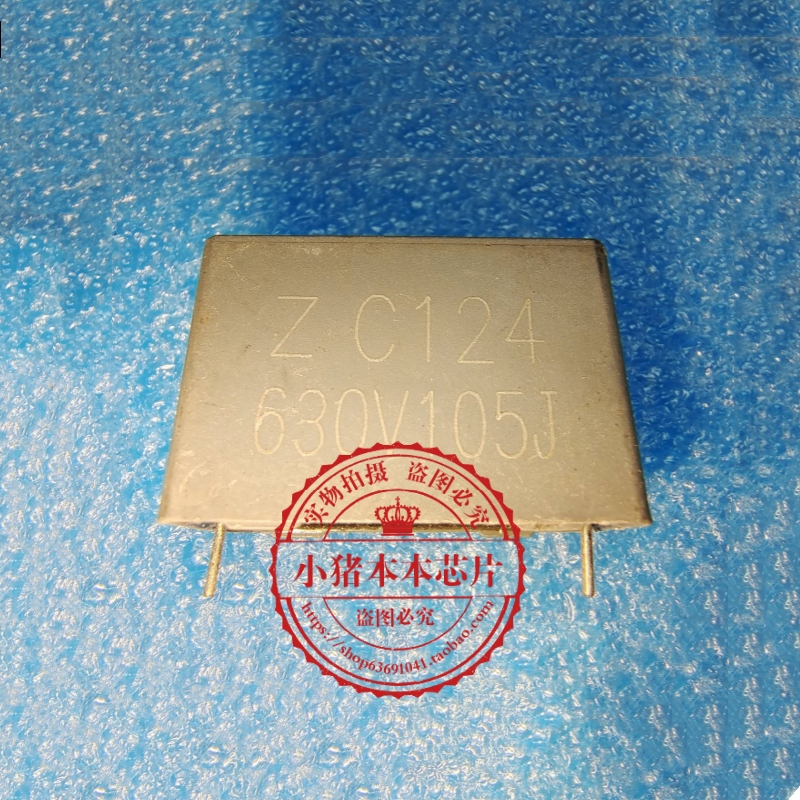 Z C124
630V105J
实物拍摄 盗图必究
小猪本本芯片
盗图必究
https://shop63691041.taobao.com